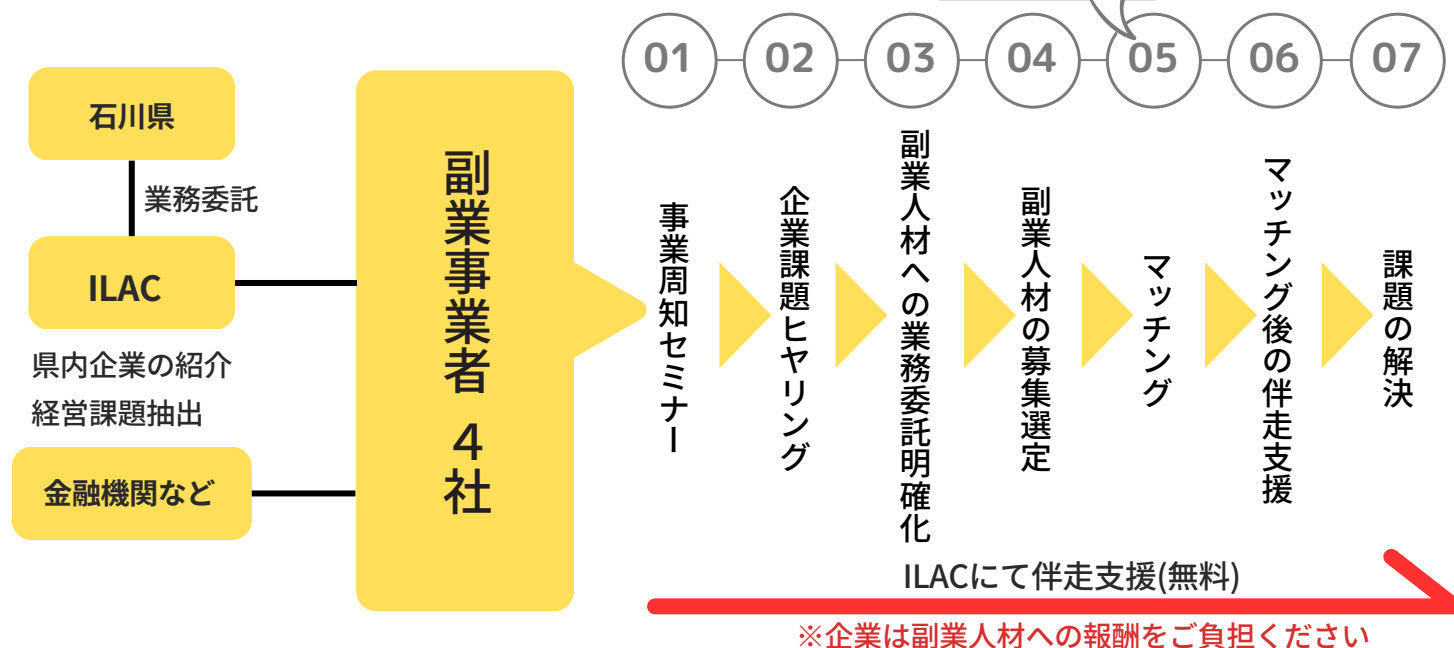 石川県
業務委託
ILAC
県内企業の紹介
経営課題抽出
金融機関など
副業事業者 4社
01
02
03
04
05
06
07
事業周知セミナー
企業課題ヒヤリング
副業人材への業務委託明確化
副業人材の募集選定
マッチング
マッチング後の伴走支援
課題の解決
ILACにて伴走支援(無料)
※企業は副業人材への報酬をご負担ください